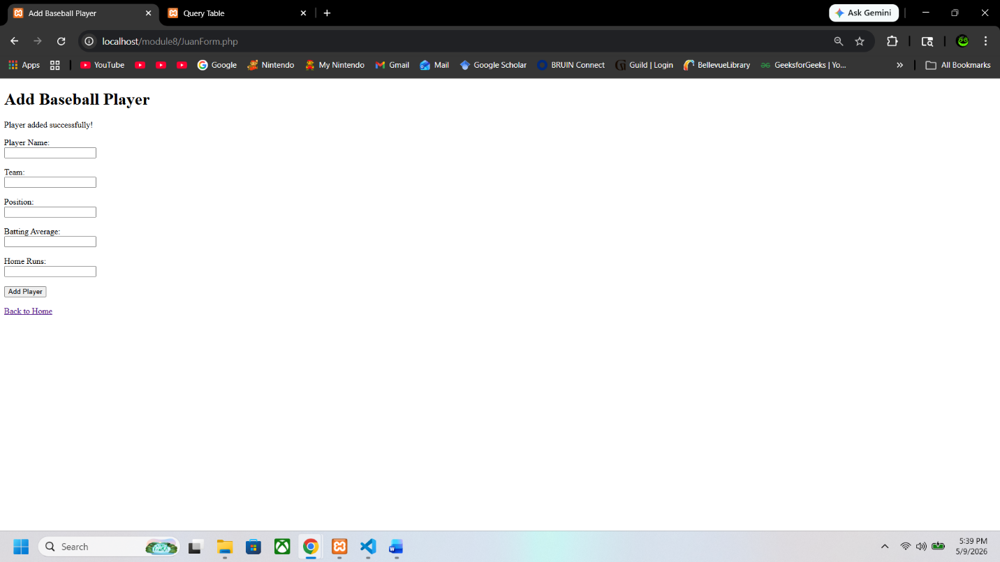 Add Baseball Player
Query Table
Ask Gemini
localhost/module8/JuanForm.php
Apps
YouTube
Google
Nintendo
My Nintendo
Gmail
Mail
Google Scholar
BRUIN Connect
Guild | Login
BellevueLibrary
GeeksforGeeks | Yo...
All Bookmarks
Add Baseball Player
Player added successfully!
Player Name:
Team:
Position:
Batting Average:
Home Runs:
Add Player
Back to Home
Search
5:39 PM
5/9/2026